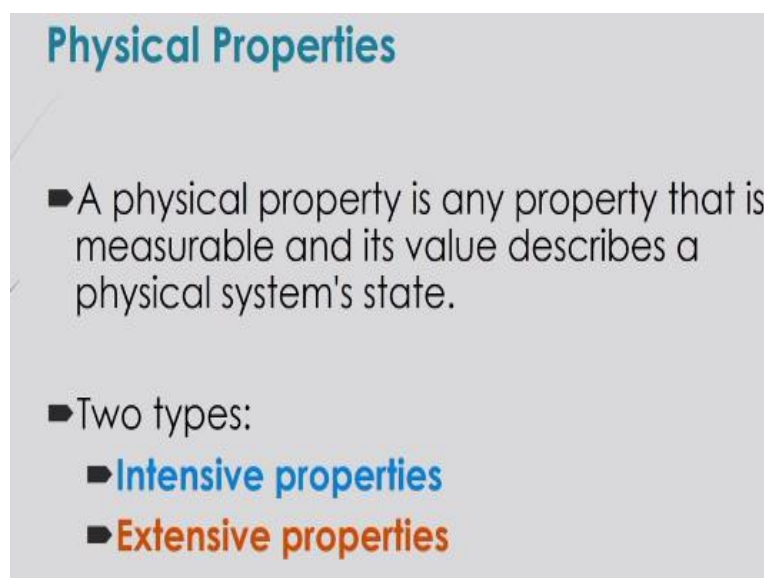 Physical Properties
A physical property is any property that is
measurable and its value describes a
physical system's state.
Two types:
Intensive properties
Extensive properties